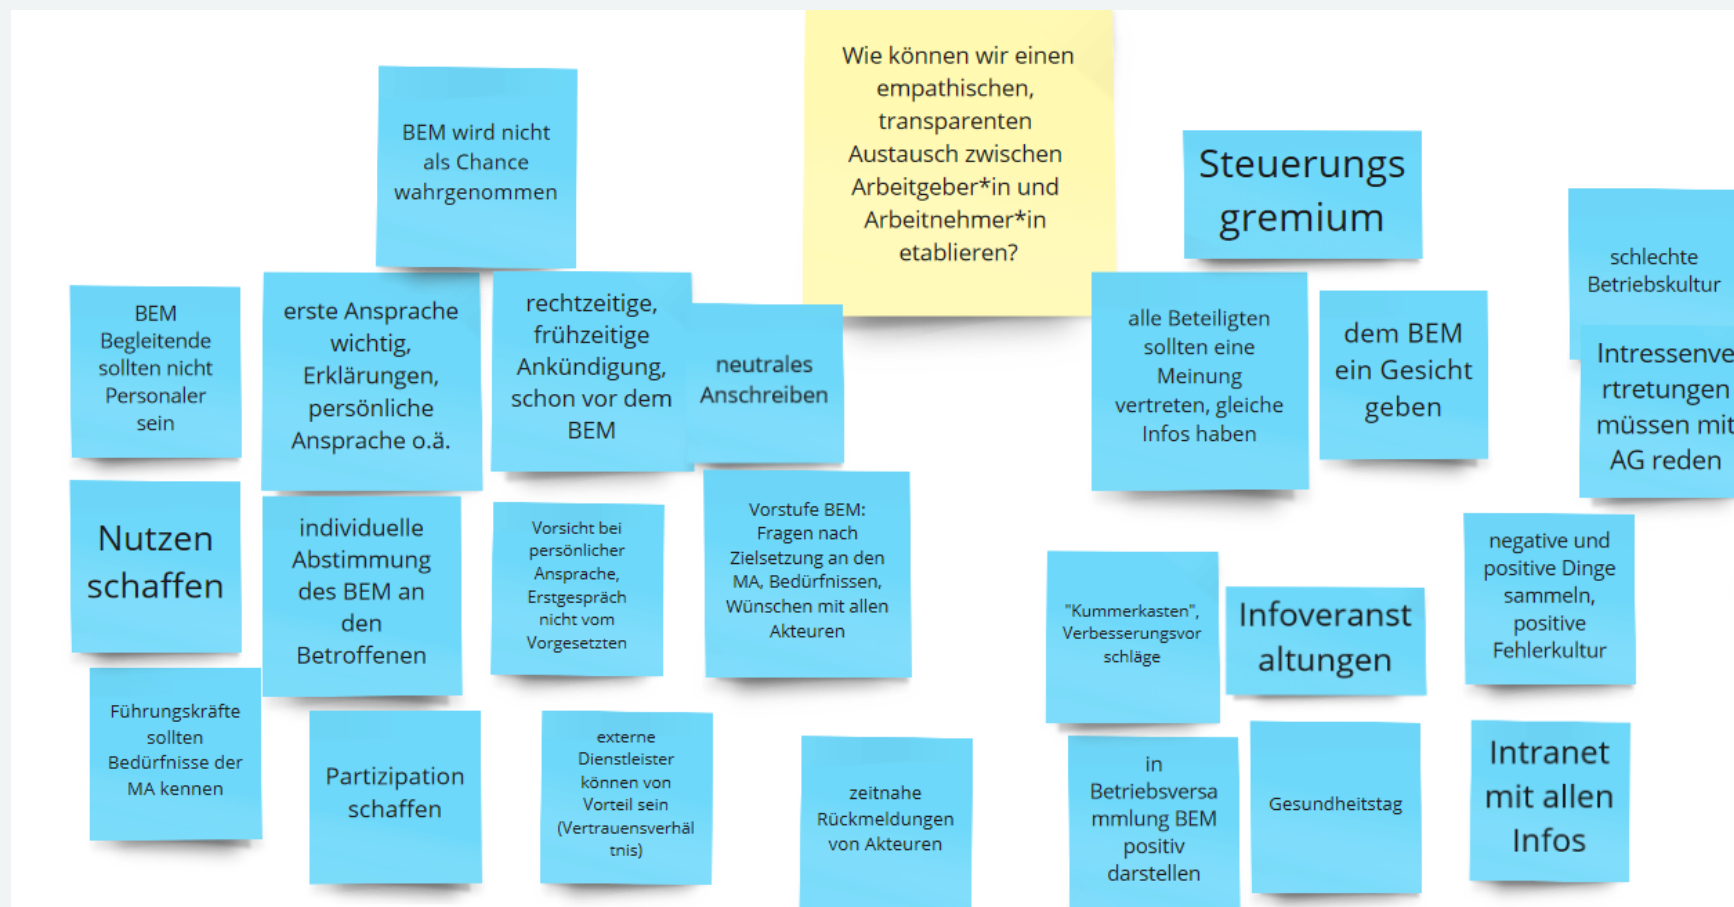 Wie können wir einen
empathischen,
transparenten
Austausch zwischen
Arbeitgeber*in und
Arbeitnehmer*in
etablieren?
BEM wird nicht
als Chance
wahrgenommen
BEM
Begleitende
sollten nicht
Personaler
sein
erste Ansprache
wichtig,
Erklärungen,
persönliche
Ansprache o.ä.
rechtzeitige,
frühzeitige
Ankündigung,
schon vor dem
BEM
neutrales
Anschreiben
Nutzen
schaffen
individuelle
Abstimmung
des BEM an
den
Betroffenen
Vorsicht bei
persönlicher
Ansprache,
Erstgespräch
nicht vom
Vorgesetzten
Vorstufe BEM:
Fragen nach
Zielsetzung an den
MA, Bedürfnissen,
Wünschen mit allen
Akteuren
Führungskräfte
sollten
Bedürfnisse der
MA kennen
Partizipation
schaffen
externe
Dienstleister
können von
Vorteil sein
(Vertrauensverhäl
tnis)
zeitnahe
Rückmeldungen
von Akteuren
Steuerungs
gremium
alle Beteiligten
sollten eine
Meinung
vertreten, gleiche
Infos haben
dem BEM
ein Gesicht
geben
schlechte
Betriebskultur
Intressenve
rtretungen
müssen mit
AG reden
"Kummerkasten",
Verbesserungsvor
schläge
Infoveranst
altungen
negative und
positive Dinge
sammeln,
positive
Fehlerkultur
in
Betriebsversa
mmlung BEM
positiv
darstellen
Gesundheitstag
Intranet
mit allen
Infos